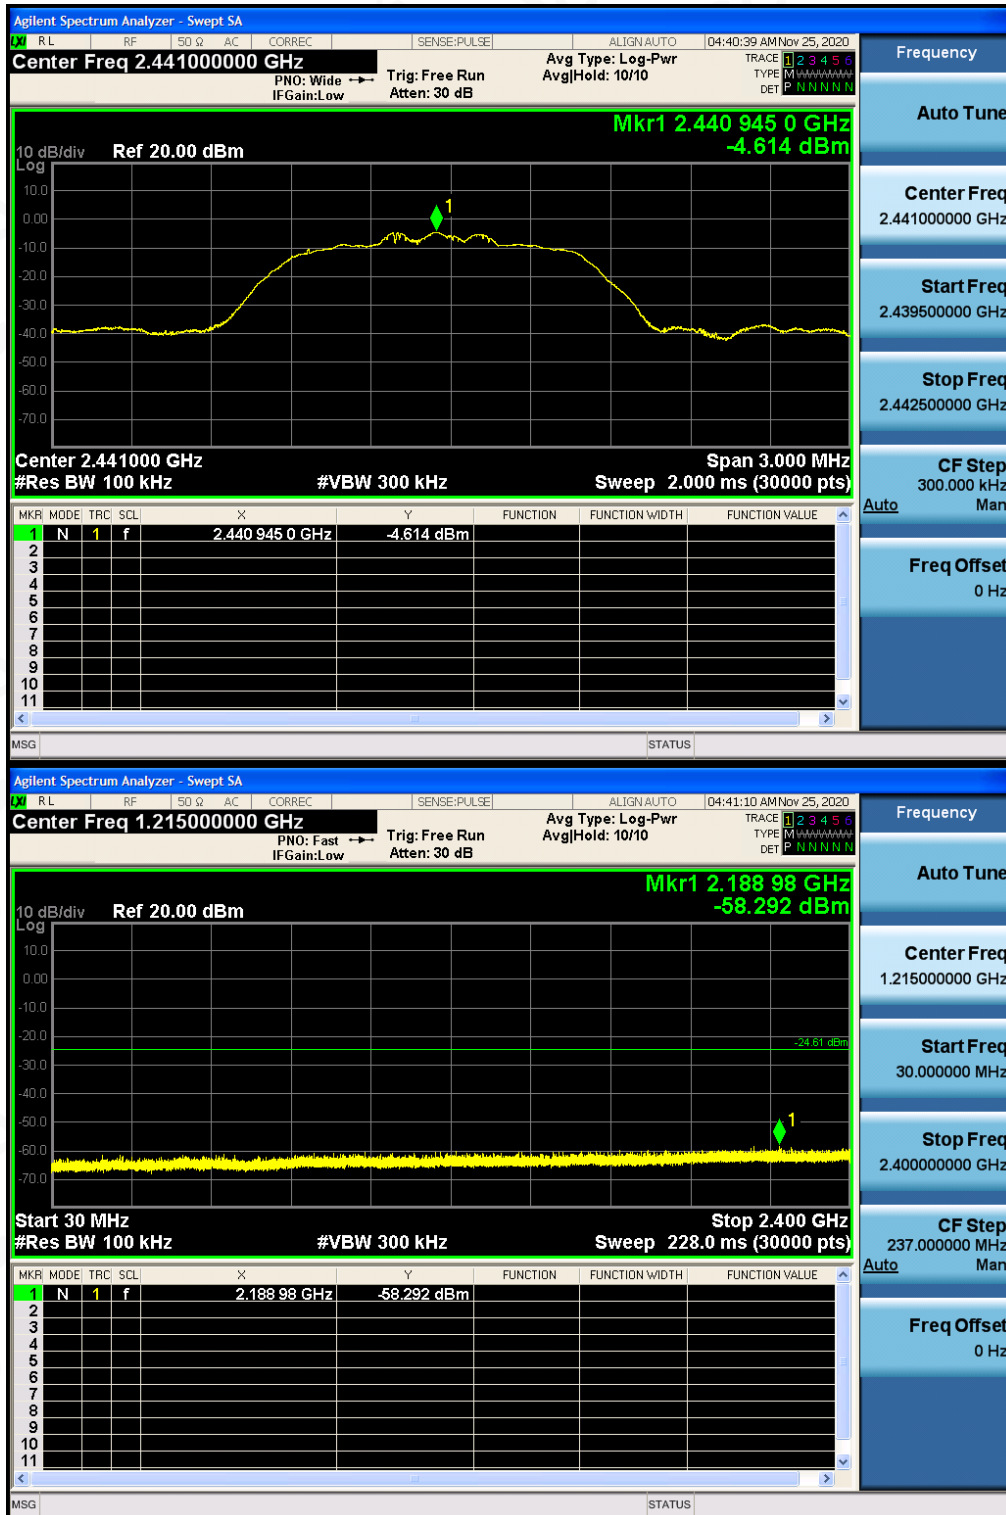 Agilent Spectrum Analyzer - Swept SA
LXI RL RF 50 Ω AC CORREC SENSE:PULSE ALIGN AUTO 04:40:39 AM Nov 25, 2020
Center Freq 2.441000000 GHz
PNO: Wide
IFGain:Low
Trig: Free Run
Atten: 30 dB
Avg Type: Log-Pwr
Avg|Hold: 10/10
TRACE 1 2 3 4 5 6
TYPE M WWWWW
DET P N N N N N
Mkr1 2.440 945 0 GHz
-4.614 dBm
10 dB/div Ref 20.00 dBm
Log
10.0
0.00
-10.0
-20.0
-30.0
-40.0
-50.0
-60.0
-70.0
1
Center 2.441000 GHz Span 3.000 MHz
#Res BW 100 kHz #VBW 300 kHz Sweep 2.000 ms (30000 pts)
MKR MODE TRC SCL X Y FUNCTION FUNCTION WIDTH FUNCTION VALUE
1 N 1 f 2.440 945 0 GHz -4.614 dBm
2
3
4
5
6
7
8
9
10
11
MSG STATUS
Frequency
Auto Tune
Center Freq
2.441000000 GHz
Start Freq
2.439500000 GHz
Stop Freq
2.442500000 GHz
CF Step
300.000 kHz
Auto Man
Freq Offset
0 Hz
Agilent Spectrum Analyzer - Swept SA
LXI RL RF 50 Ω AC CORREC SENSE:PULSE ALIGN AUTO 04:41:10 AM Nov 25, 2020
Center Freq 1.215000000 GHz
PNO: Fast
IFGain:Low
Trig: Free Run
Atten: 30 dB
Avg Type: Log-Pwr
Avg|Hold: 10/10
TRACE 1 2 3 4 5 6
TYPE M WWWWW
DET P N N N N N
Mkr1 2.188 98 GHz
-58.292 dBm
10 dB/div Ref 20.00 dBm
Log
10.0
0.00
-10.0
-20.0
-30.0
-40.0
-50.0
-60.0
-70.0
-24.61 dBm
1
Start 30 MHz Stop 2.400 GHz
#Res BW 100 kHz #VBW 300 kHz Sweep 228.0 ms (30000 pts)
MKR MODE TRC SCL X Y FUNCTION FUNCTION WIDTH FUNCTION VALUE
1 N 1 f 2.188 98 GHz -58.292 dBm
2
3
4
5
6
7
8
9
10
11
MSG STATUS
Frequency
Auto Tune
Center Freq
1.215000000 GHz
Start Freq
30.000000 MHz
Stop Freq
2.400000000 GHz
CF Step
237.000000 MHz
Auto Man
Freq Offset
0 Hz